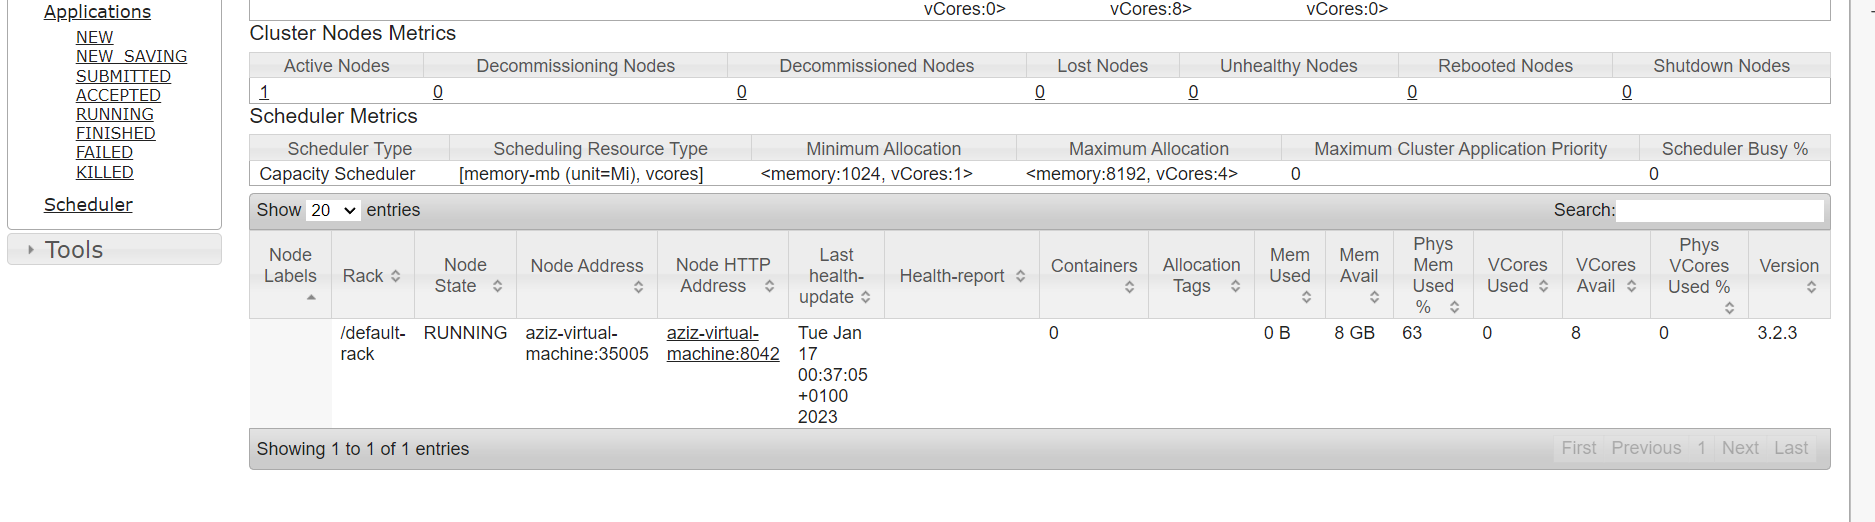 Applications
NEW
NEW_SAVING
SUBMITTED
ACCEPTED
RUNNING
FINISHED
FAILED
KILLED
Scheduler
Tools
vCores:0> vCores:8> vCores:0>
Cluster Nodes Metrics
Active Nodes Decommissioning Nodes Decommissioned Nodes Lost Nodes Unhealthy Nodes Rebooted Nodes Shutdown Nodes
1 0 0 0 0 0 0
Scheduler Metrics
Scheduler Type Scheduling Resource Type Minimum Allocation Maximum Allocation Maximum Cluster Application Priority Scheduler Busy %
Capacity Scheduler [memory-mb (unit=Mi), vcores] <memory:1024, vCores:1> <memory:8192, vCores:4> 0 0
Show 20 entries Search:
Node
Labels
Rack
Node
State
Node Address
Node HTTP
Address
Last
health-
update
Health-report
Containers
Allocation
Tags
Mem
Used
Mem
Avail
Phys
Mem
Used
%
VCores
Used
VCores
Avail
Phys
VCores
Used %
Version
/default-
rack
RUNNING
aziz-virtual-
machine:35005
aziz-virtual-
machine:8042
Tue Jan
17
00:37:05
+0100
2023
0
0 B
8 GB
63
0
8
0
3.2.3
Showing 1 to 1 of 1 entries First Previous 1 Next Last